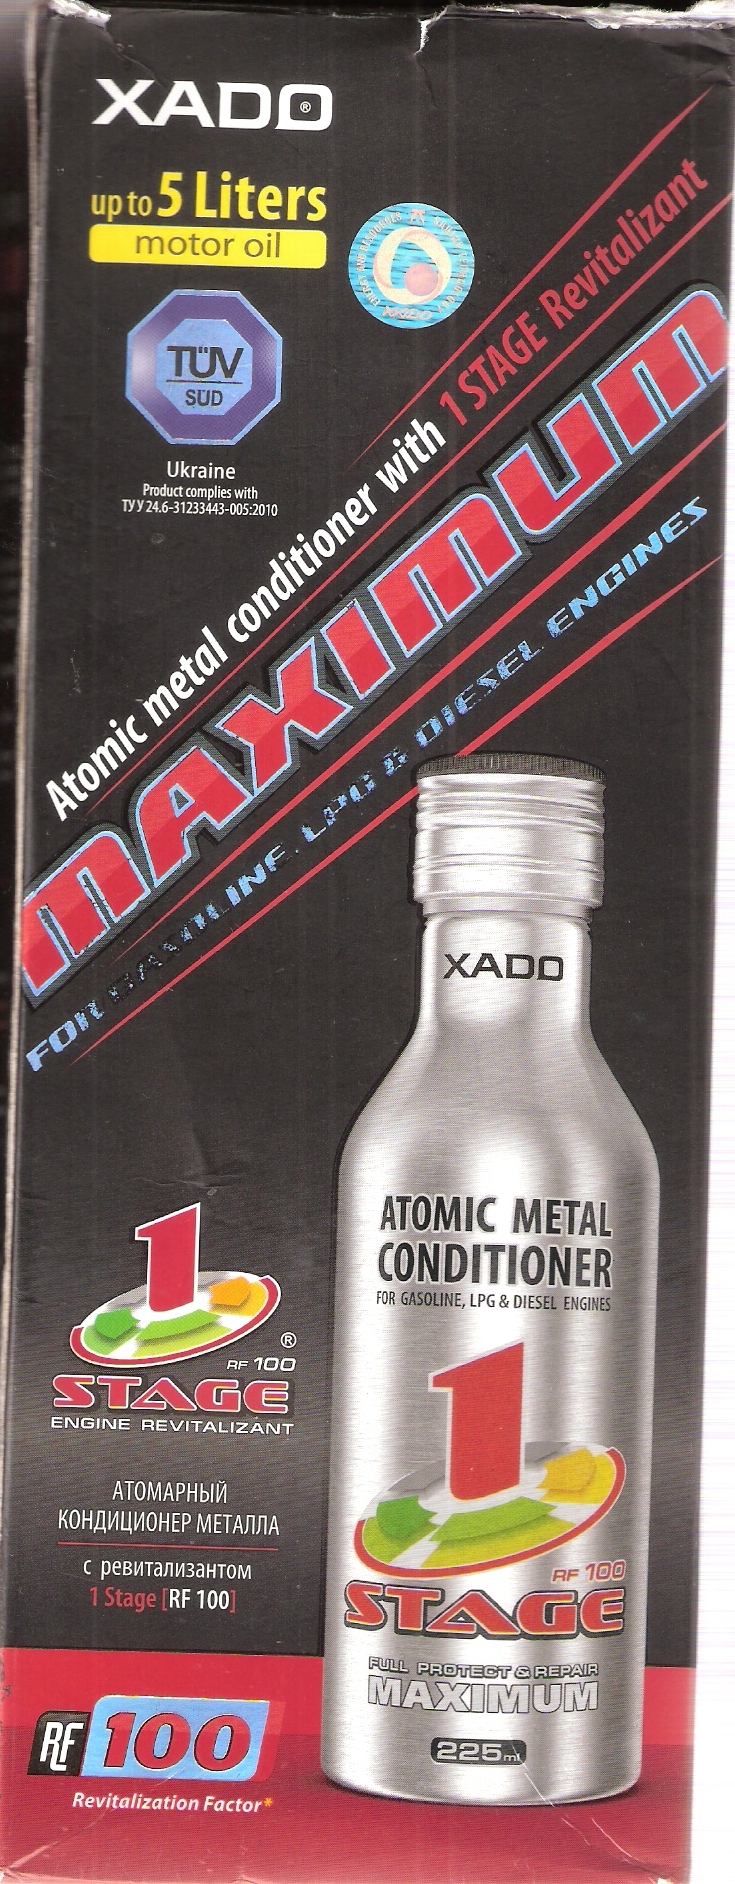 XADO®
up to 5 Liters
motor oil
TÜV
SÜD
Ukraine
Product complies with
ТУ У 24.6-31233443-005:2010
XADO
Atomic metal conditioner with 1 STAGE Revitalizant
MAXIMUM
FOR GASOLINE, LPG & DIESEL ENGINES
XADO
ATOMIC METAL
CONDITIONER
FOR GASOLINE, LPG & DIESEL ENGINES
1
RF 100
STAGE
FULL PROTECT & REPAIR
MAXIMUM
225ml
1
®
RF 100
STAGE
ENGINE REVITALIZANT
АТОМАРНЫЙ
КОНДИЦИОНЕР МЕТАЛЛА
с ревитализантом
1 Stage [RF 100]
RF 100
Revitalization Factor*